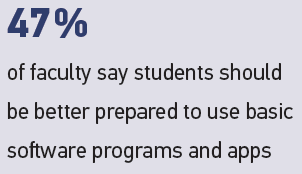 47%
of faculty say students should
be better prepared to use basic
software programs and apps